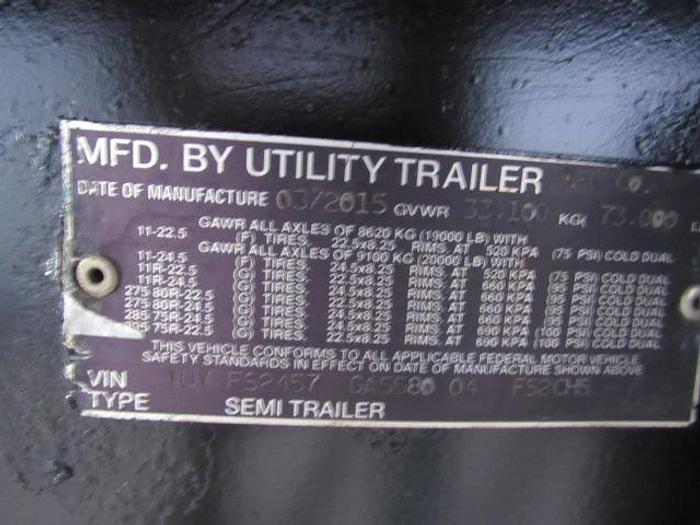 MFD. BY UTILITY TRAILER CO.
DATE OF MANUFACTURE 03/2015 GVWR 33.100 KG( 73.000
GAWR ALL AXLES OF 8620 KG (19000 LB) WITH
11-22.5 (F) TIRES. 22.5x8.25 RIMS. AT 520 KPA (75 PSI) COLD DUAL
GAWR ALL AXLES OF 9100 KG (20000 LB) WITH
11-24.5 (F) TIRES. 24.5x8.25 RIMS. AT 520 KPA (75 PSI) COLD DUAL
11R-22.5 (G) TIRES. 22.5x8.25 RIMS. AT 660 KPA (95 PSI) COLD DUAL
11R-24.5 (G) TIRES. 24.5x8.25 RIMS. AT 660 KPA (95 PSI) COLD DUAL
275 80R-22.5 (G) TIRES. 22.5x8.25 RIMS. AT 660 KPA (95 PSI) COLD DUAL
275 80R-24.5 (G) TIRES. 24.5x8.25 RIMS. AT 660 KPA (95 PSI) COLD DUAL
285 75R-24.5 (G) TIRES. 24.5x8.25 RIMS. AT 660 KPA (95 PSI) COLD DUAL
75R-22.5 (G) TIRES. 22.5x8.25 RIMS. AT 690 KPA (100 PSI) COLD DUAL
THIS VEHICLE CONFORMS TO ALL APPLICABLE FEDERAL MOTOR VEHICLE
SAFETY STANDARDS IN EFFECT ON DATE OF MANUFACTURE SHOWN ABOVE
VIN 1UY FS2457 GA5580 04 FS2CHS
TYPE SEMI TRAILER